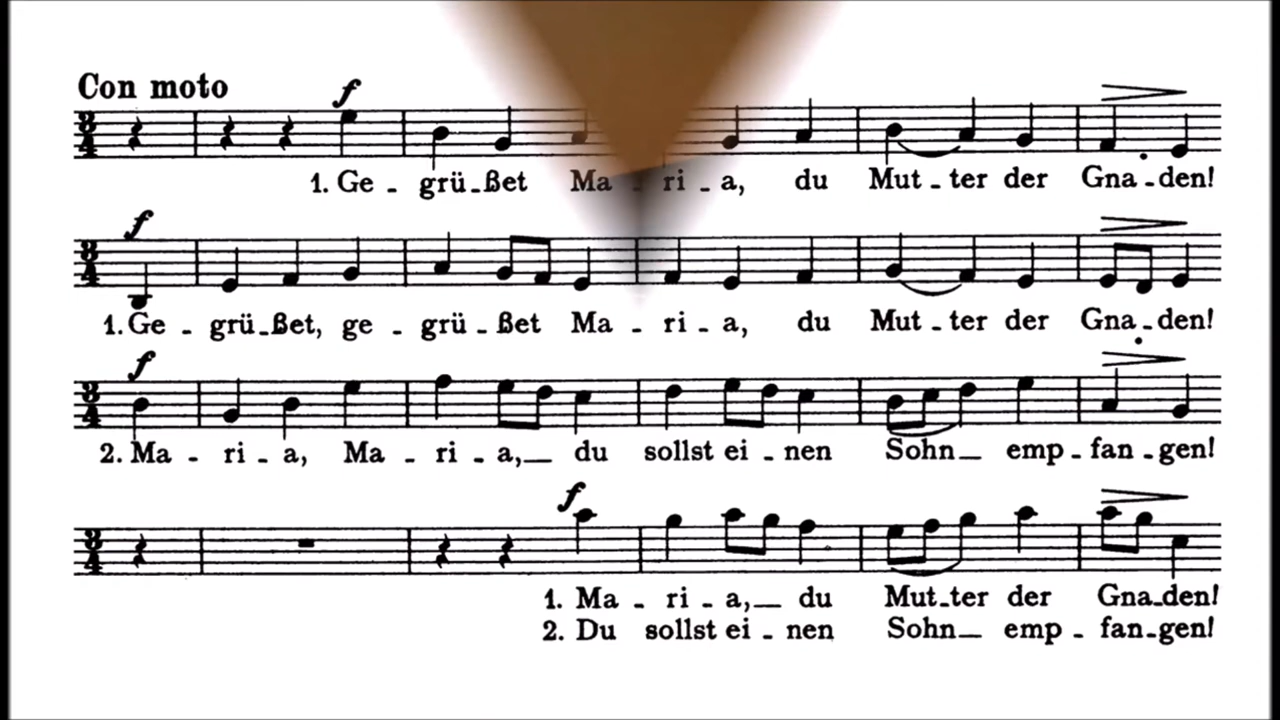 Con moto
f
1. Ge - grü - ßet Ma - ri - a, du Mut - ter der Gna - den!
f
1. Ge - grü - ßet, ge - grü - ßet Ma - ri - a, du Mut - ter der Gna - den!
f
2. Ma - ri - a, Ma - ri - a,_ du sollst ei - nen Sohn_ emp - fan - gen!
f
1. Ma - ri - a,_ du Mut - ter der Gna - den!
2. Du sollst ei - nen Sohn_ emp - fan - gen!